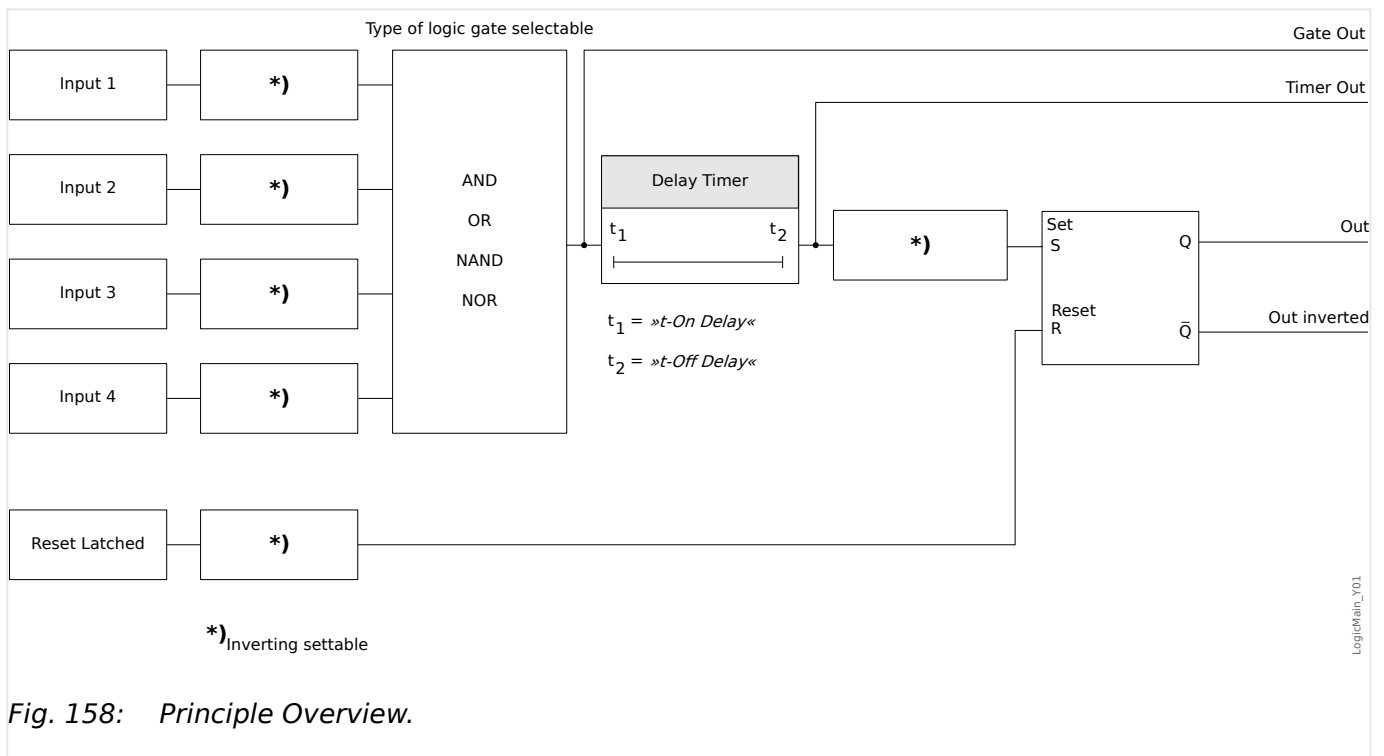 Type of logic gate selectable
Gate Out
Input 1
*)
Timer Out
Input 2
*)
AND
OR
NAND
NOR
Delay Timer
t1
t2
*)
Set
S
Q
Out
Input 3
*)
t1 = »t-On Delay«
t2 = »t-Off Delay«
Reset
R
Q̅
Out inverted
Input 4
*)
Reset Latched
*)
*) Inverting settable
LogicMain_Y01
Fig. 158: Principle Overview.